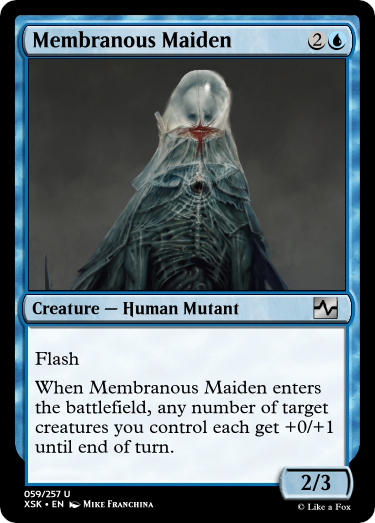 Membranous Maiden 2
Creature — Human Mutant
Flash
When Membranous Maiden enters
the battlefield, any number of target
creatures you control each get +0/+1
until end of turn.
2/3
059/257 U
XSK • EN Mike Franchina
© Like a Fox